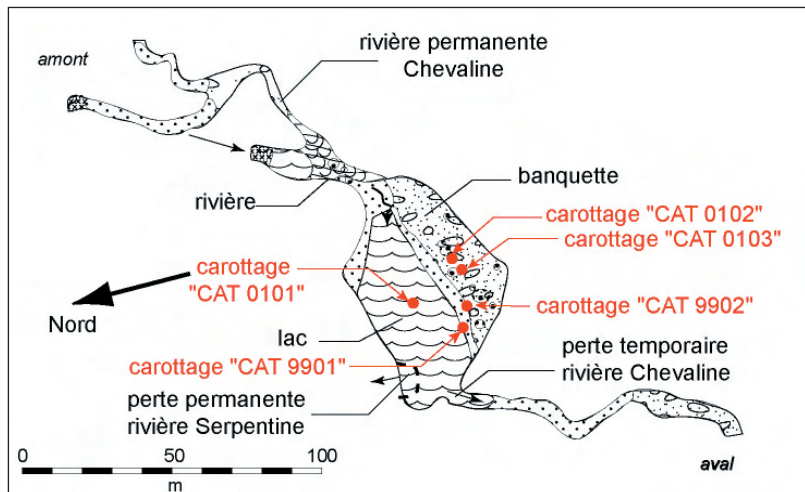 amont
rivière permanente
Chevaline
rivière
banquette
carottage "CAT 0102"
carottage "CAT 0103"
carottage
"CAT 0101"
Nord
carottage "CAT 9902"
lac
carottage "CAT 9901"
perte temporaire
rivière Chevaline
perte permanente
rivière Serpentine
0 50 100
m
aval